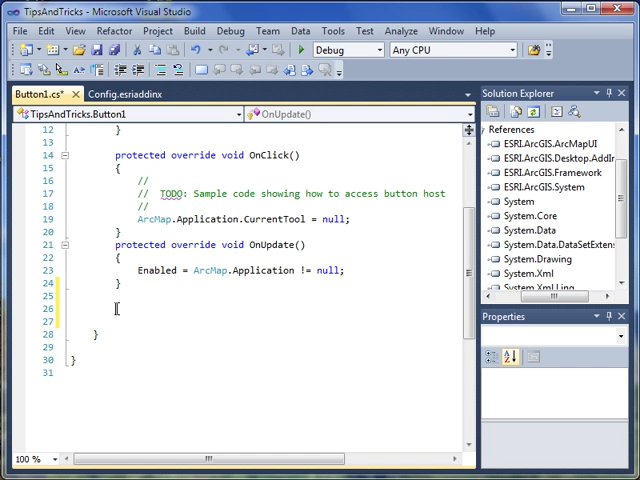 TipsAndTricks - Microsoft Visual Studio
File Edit View Refactor Project Build Debug Team Data Tools Test Analyze Window Help
Debug Any CPU
Button1.cs* Config.esriaddinx
TipsAndTricks.Button1 OnUpdate()
12 }
13
14 protected override void OnClick()
15 {
16 //
17 // TODO: Sample code showing how to access button host
18 //
19 ArcMap.Application.CurrentTool = null;
20 }
21 protected override void OnUpdate()
22 {
23 Enabled = ArcMap.Application != null;
24 }
25
26
27
28 }
29
30 }
31
100 %
Solution Explorer
References
ESRI.ArcGIS.ArcMapUI
ESRI.ArcGIS.Desktop.AddIn
ESRI.ArcGIS.Framework
ESRI.ArcGIS.System
System
System.Core
System.Data
System.Data.DataSetExtens
System.Drawing
System.Xml
System.Xml.Linq
Properties